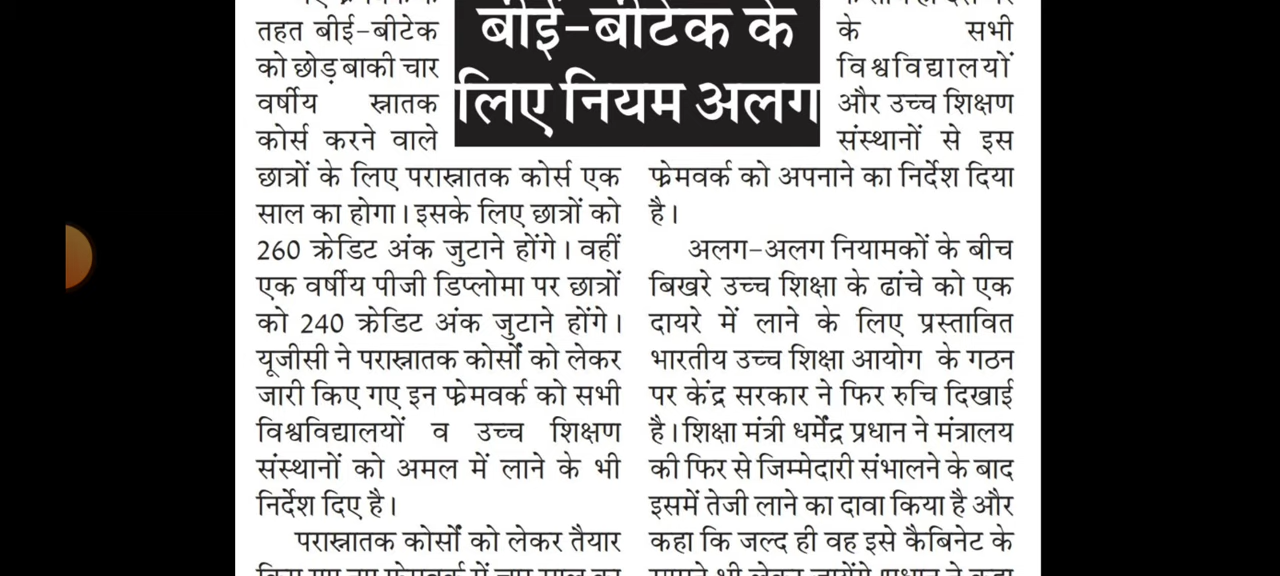 बीई-बीटेक के
लिए नियम अलग
तहत बीई-बीटेक
को छोड़ बाकी चार
वर्षीय स्नातक
कोर्स करने वाले
छात्रों के लिए परास्नातक कोर्स एक
साल का होगा। इसके लिए छात्रों को
260 क्रेडिट अंक जुटाने होंगे। वहीं
एक वर्षीय पीजी डिप्लोमा पर छात्रों
को 240 क्रेडिट अंक जुटाने होंगे।
यूजीसी ने परास्नातक कोर्सों को लेकर
जारी किए गए इन फ्रेमवर्क को सभी
विश्वविद्यालयों व उच्च शिक्षण
संस्थानों को अमल में लाने के भी
निर्देश दिए है।
परास्नातक कोर्सों को लेकर तैयार
के सभी
विश्वविद्यालयों
और उच्च शिक्षण
संस्थानों से इस
फ्रेमवर्क को अपनाने का निर्देश दिया
है।
अलग-अलग नियामकों के बीच
बिखरे उच्च शिक्षा के ढांचे को एक
दायरे में लाने के लिए प्रस्तावित
भारतीय उच्च शिक्षा आयोग के गठन
पर केंद्र सरकार ने फिर रुचि दिखाई
है। शिक्षा मंत्री धर्मेंद्र प्रधान ने मंत्रालय
की फिर से जिम्मेदारी संभालने के बाद
इसमें तेजी लाने का दावा किया है और
कहा कि जल्द ही वह इसे कैबिनेट के